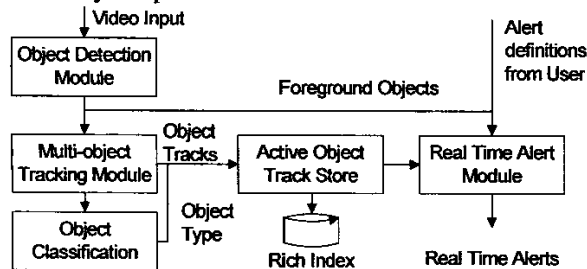 Video Input
Object Detection
Module
Alert
definitions
from User
Foreground Objects
Multi-object
Tracking Module
Object
Tracks
Active Object
Track Store
Real Time Alert
Module
Object
Classification
Object
Type
Rich Index
Real Time Alerts